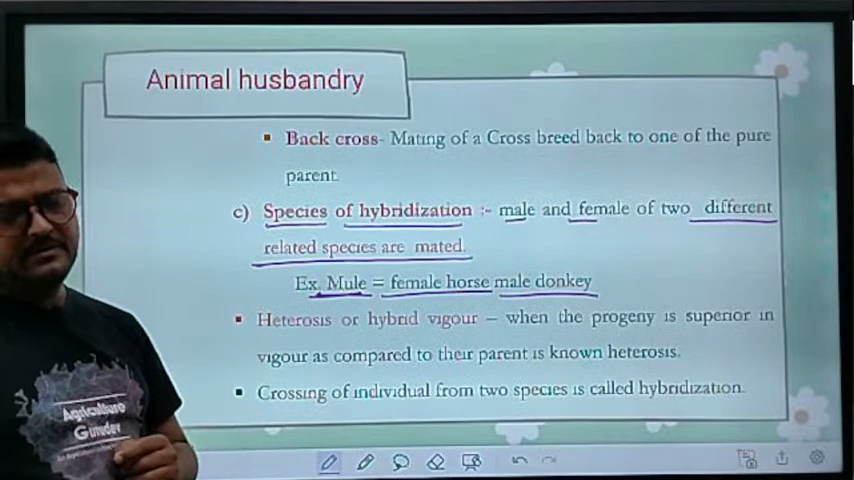 Animal husbandry
▪ Back cross- Mating of a Cross breed back to one of the pure
parent.
c) Species of hybridization :- male and female of two different
related species are mated.
Ex. Mule = female horse male donkey
▪ Heterosis or hybrid vigour – when the progeny is superior in
vigour as compared to their parent is known heterosis.
▪ Crossing of individual from two species is called hybridization.
Agriculture
Gurudev